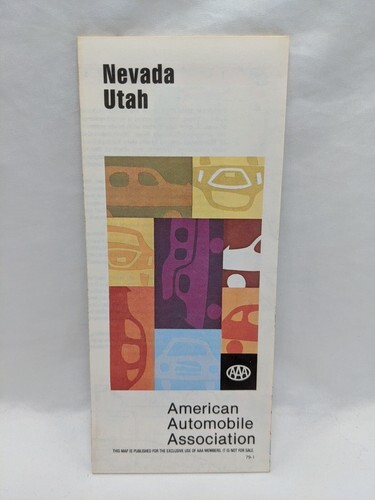 Nevada
Utah
AAA
American
Automobile
Association
THIS MAP IS PUBLISHED FOR THE EXCLUSIVE USE OF AAA MEMBERS. IT IS NOT FOR SALE.